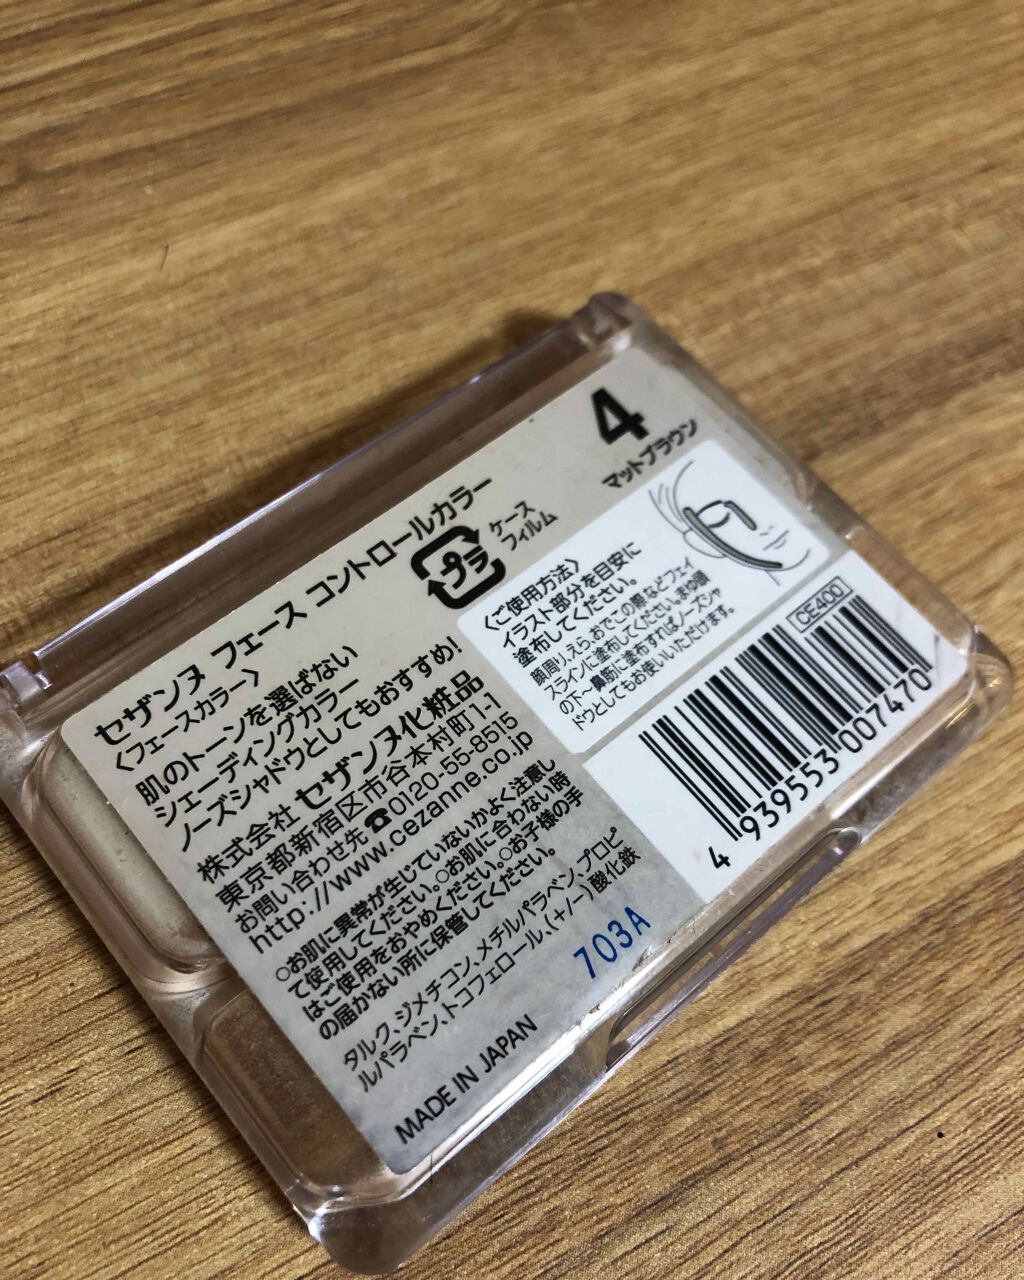 セザンヌ フェース コントロールカラー
〈フェースカラー〉
4
マットブラウン
肌のトーンを選ばない
シェーディングカラー
ノーズシャドウとしてもおすすめ!
プラ
ケース
フィルム
株式会社 セザンヌ化粧品
東京都新宿区市谷本村町1-1
お問い合わせ先☎0120-55-8515
http://www.cezanne.co.jp
〈ご使用方法〉
イラスト部分を目安に
塗布してください。
顔周り、えら、おでこの際などフェイ
スラインに塗布してください。まゆ頭
の下〜鼻筋に塗布すればノーズシャ
ドウとしてもお使いいただけます。
○お肌に異常が生じていないかよく注意し
て使用してください。○お肌に合わない時
はご使用をおやめください。○お子様の手
の届かない所に保管してください。
タルク、ジメチコン、メチルパラベン、プロピ
ルパラベン、トコフェロール、(+/−)酸化鉄
MADE IN JAPAN
703A
CE400
4 939553 007470